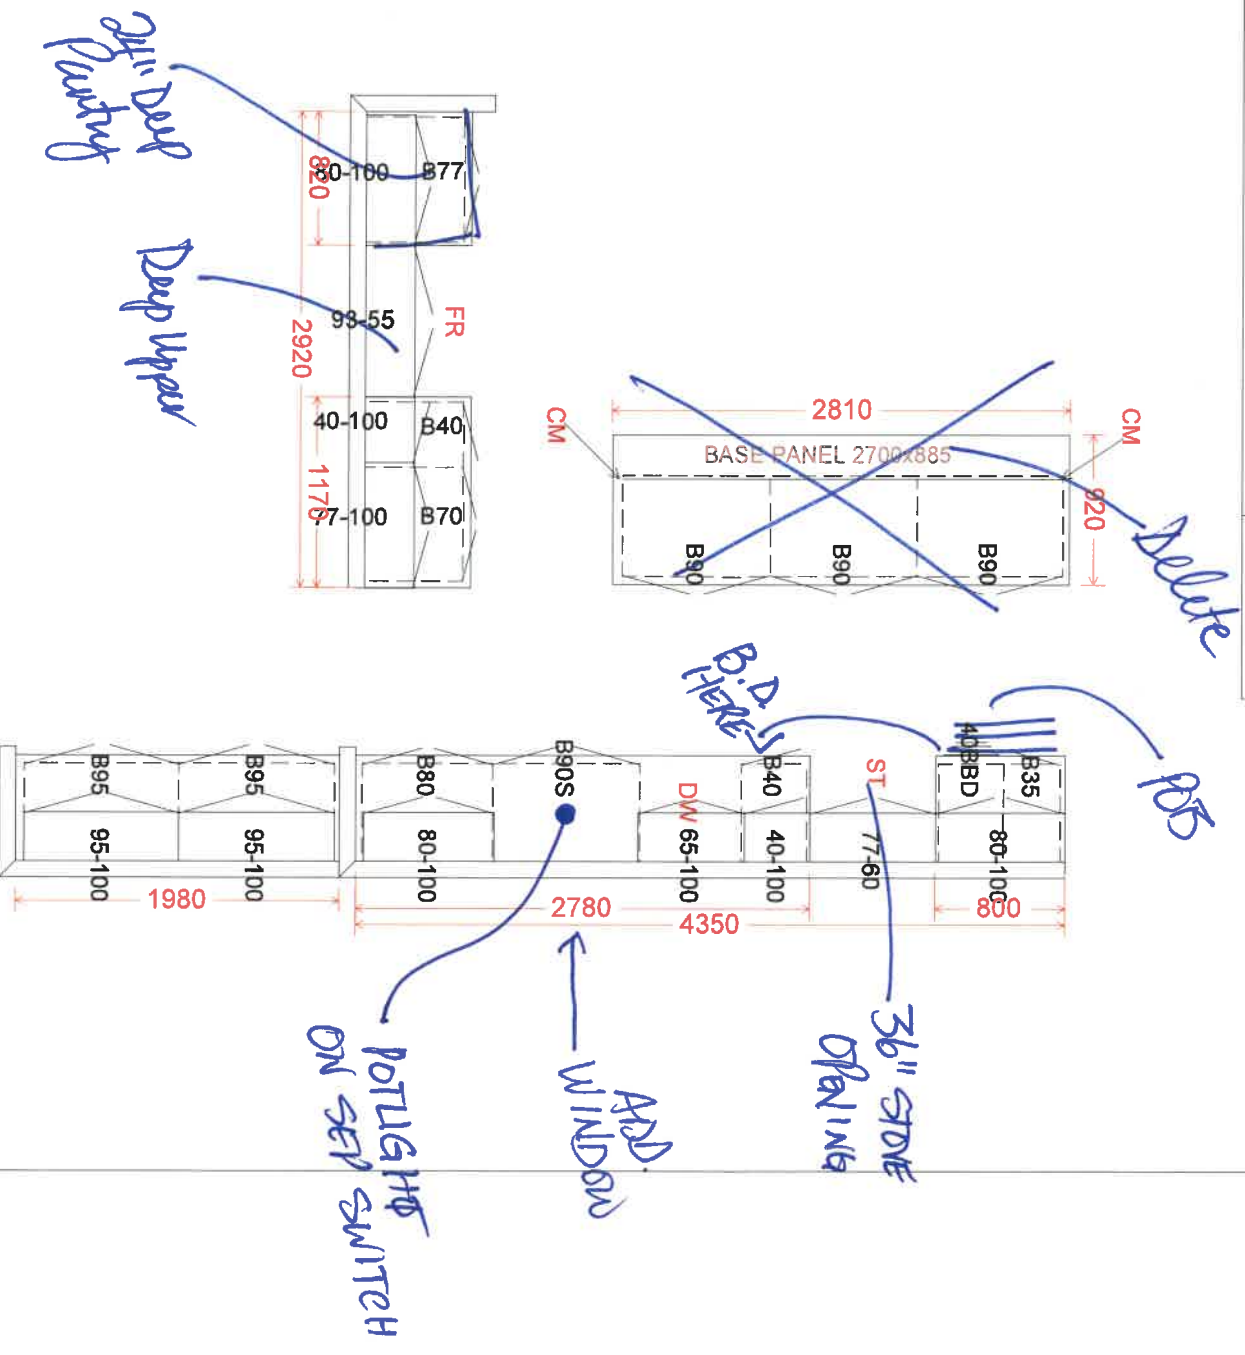 24" Deep
Pantry
80-100
B77
820
Deep Upper
93-55
FR
2920
40-100
B40
1170
77-100
B70
2810
CM
CM
BASE PANEL 2700x885
920
B90
B90
B90
Delete
B.D.
HERE
POTS
B95
B95
B80
B90S
DW
B40
ST
40BBD
B35
95-100
95-100
80-100
65-100
40-100
77-60
80-100
1980
2780
800
4350
POTLIGHT
ON SEP SWITCH
ADD
WINDOW
36" STOVE
OPENING